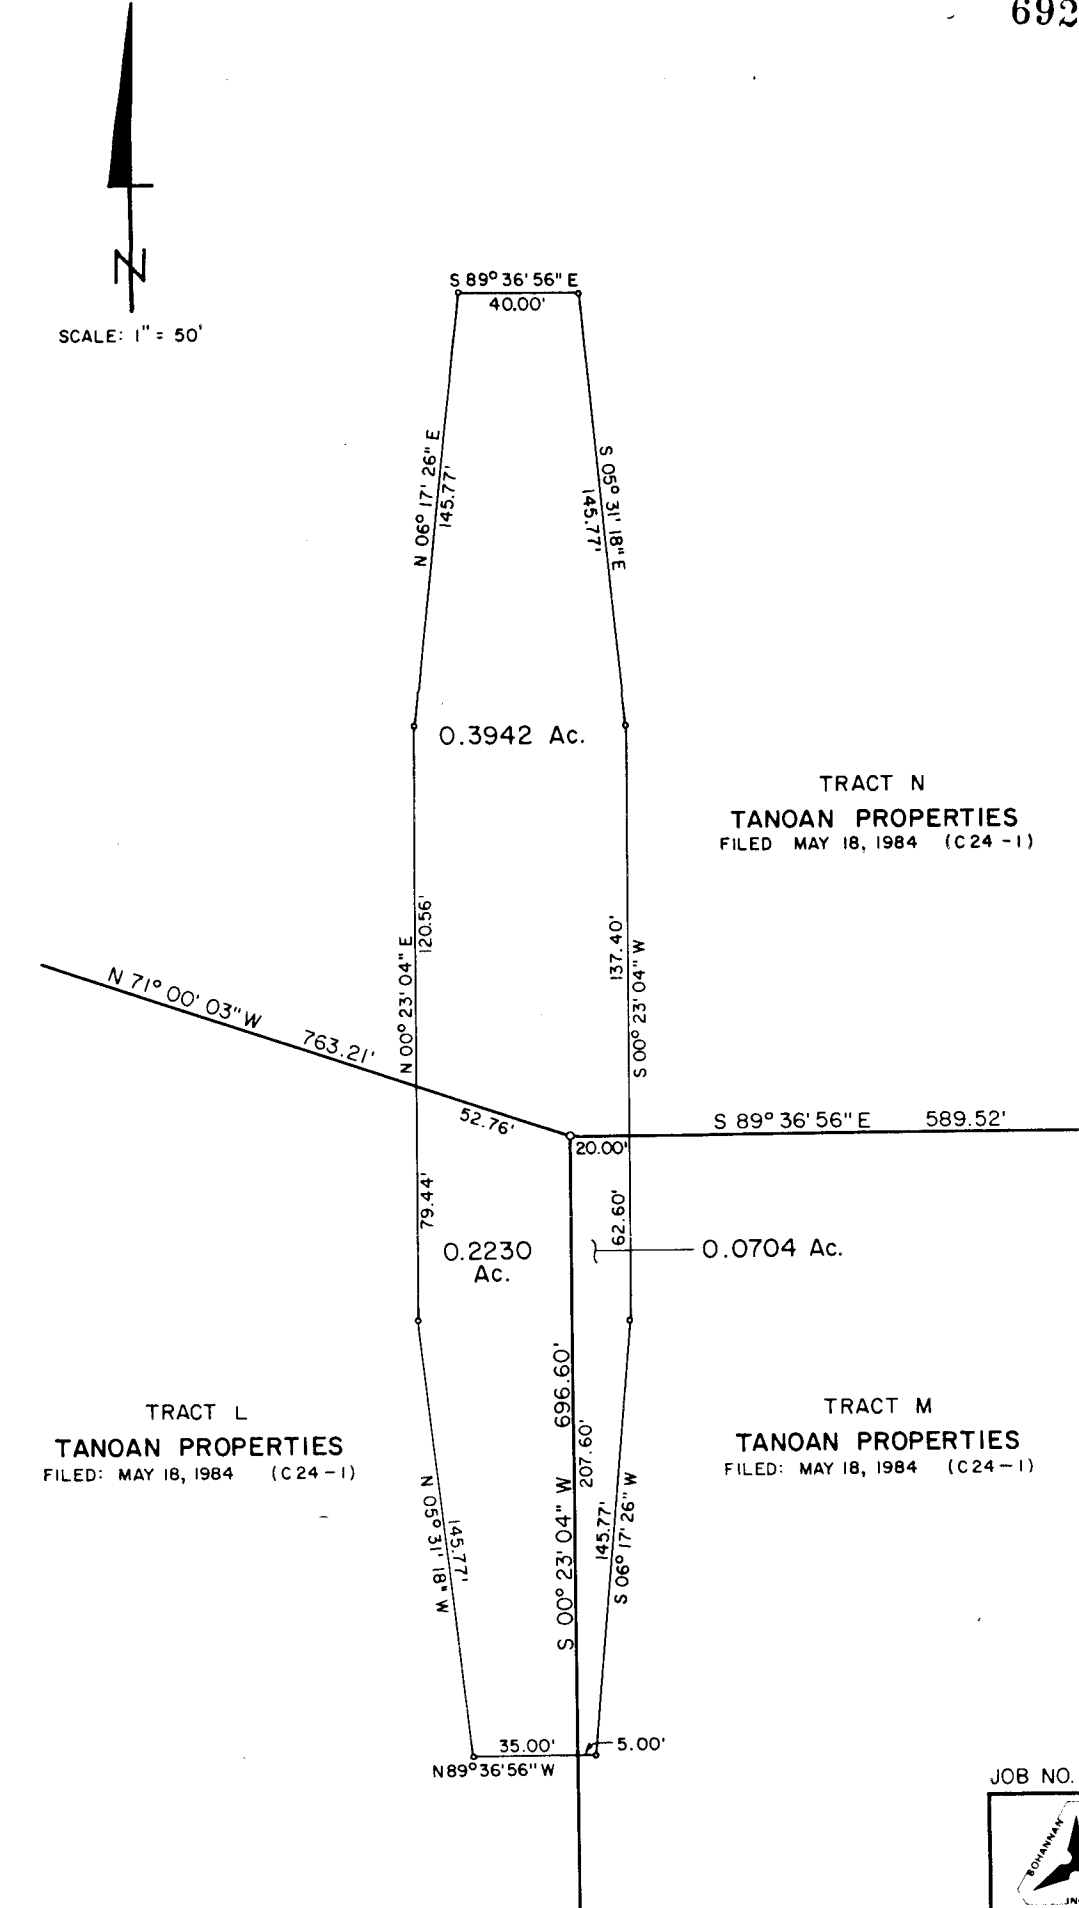 692
N
SCALE: 1" = 50'
S 89° 36' 56" E
40.00'
N 06° 17' 26" E
145.77'
S 05° 31' 18" E
145.77'
0.3942 Ac.
TRACT N
TANOAN PROPERTIES
FILED MAY 18, 1984 (C24-1)
N 00° 23' 04" E
120.56'
137.40'
S 00° 23' 04" W
N 71° 00' 03" W 763.21'
52.76'
S 89° 36' 56" E 589.52'
20.00'
79.44'
62.60'
0.2230
Ac.
0.0704 Ac.
S 00° 23' 04" W 696.60'
207.60'
TRACT L
TANOAN PROPERTIES
FILED: MAY 18, 1984 (C24-1)
TRACT M
TANOAN PROPERTIES
FILED: MAY 18, 1984 (C24-1)
N 05° 31' 18" W
145.77'
145.77'
S 06° 17' 26" W
35.00'
5.00'
N 89° 36' 56" W
JOB NO.
BOHANNAN